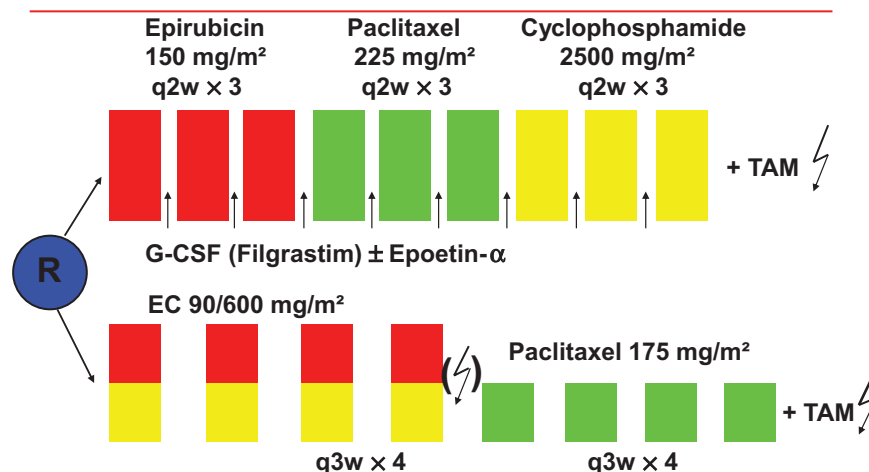 Epirubicin Paclitaxel Cyclophosphamide
150 mg/m² 225 mg/m² 2500 mg/m²
q2w × 3 q2w × 3 q2w × 3
+ TAM
G-CSF (Filgrastim) ± Epoetin-α
R
EC 90/600 mg/m²
Paclitaxel 175 mg/m²
( )
+ TAM
q3w × 4 q3w × 4